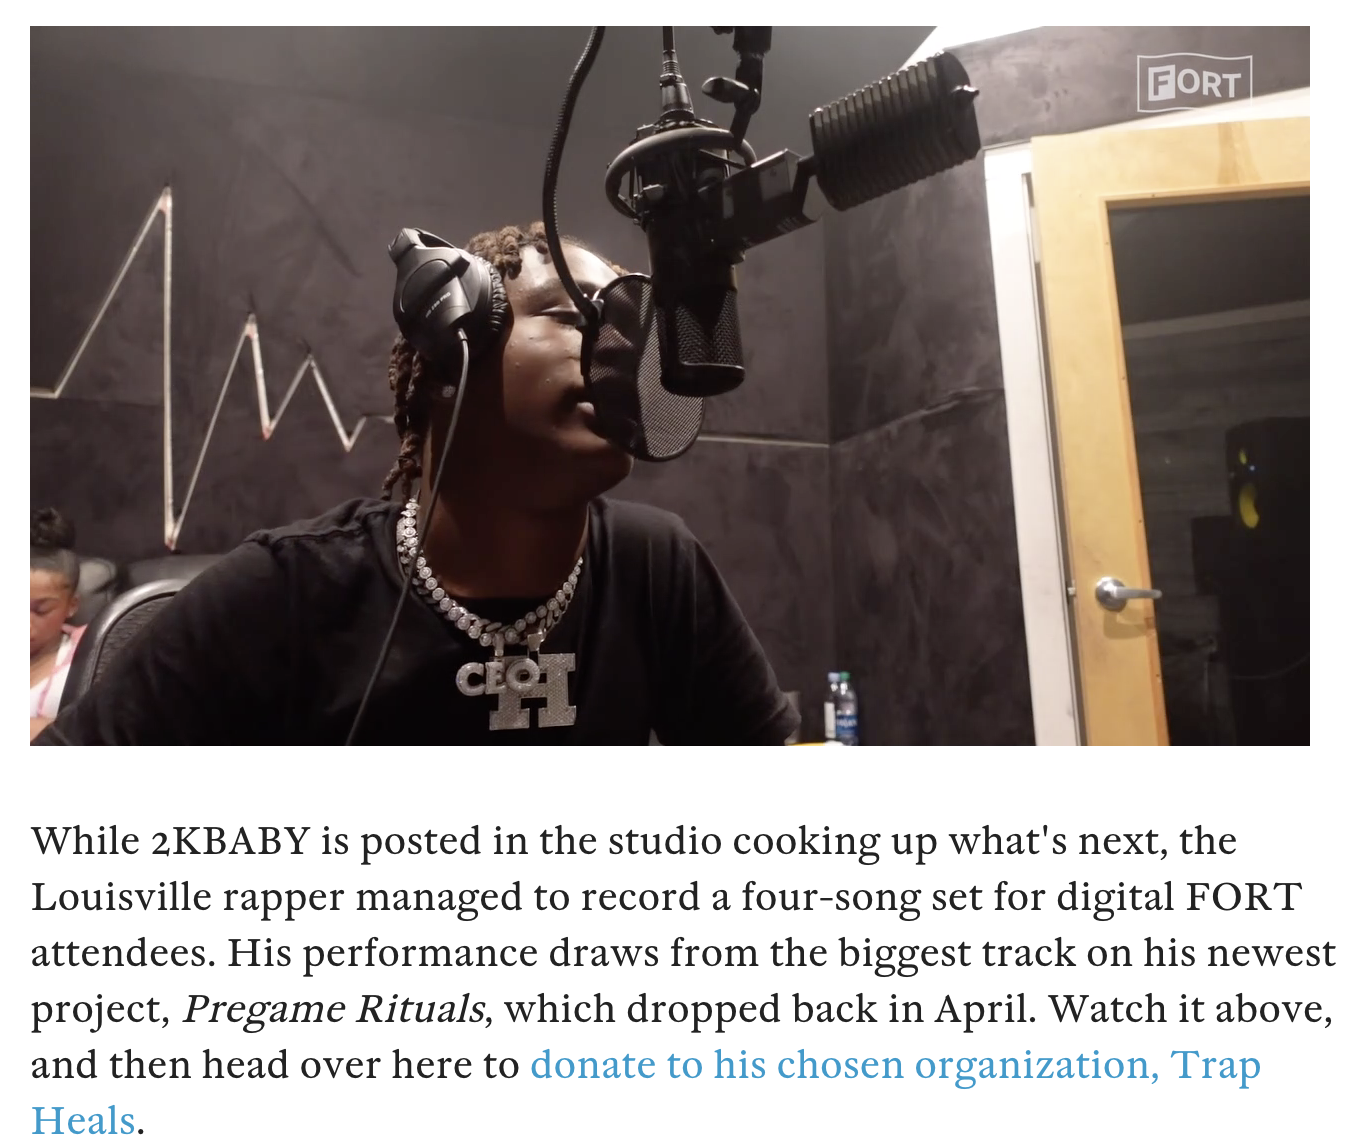 FORT
CEO
H
While 2KBABY is posted in the studio cooking up what's next, the
Louisville rapper managed to record a four-song set for digital FORT
attendees. His performance draws from the biggest track on his newest
project, Pregame Rituals, which dropped back in April. Watch it above,
and then head over here to donate to his chosen organization, Trap
Heals.